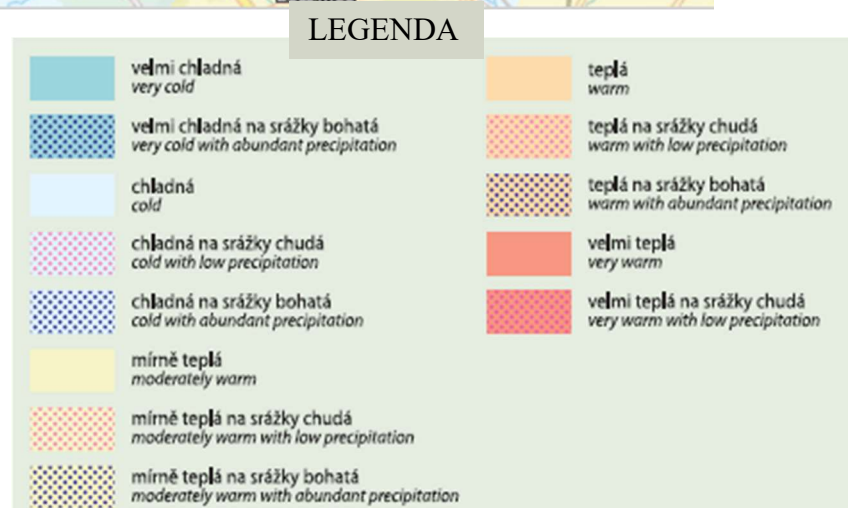 LEGENDA
velmi chladná
very cold
velmi chladná na srážky bohatá
very cold with abundant precipitation
chladná
cold
chladná na srážky chudá
cold with low precipitation
chladná na srážky bohatá
cold with abundant precipitation
mírně teplá
moderately warm
mírně teplá na srážky chudá
moderately warm with low precipitation
mírně teplá na srážky bohatá
moderately warm with abundant precipitation
teplá
warm
teplá na srážky chudá
warm with low precipitation
teplá na srážky bohatá
warm with abundant precipitation
velmi teplá
very warm
velmi teplá na srážky chudá
very warm with low precipitation